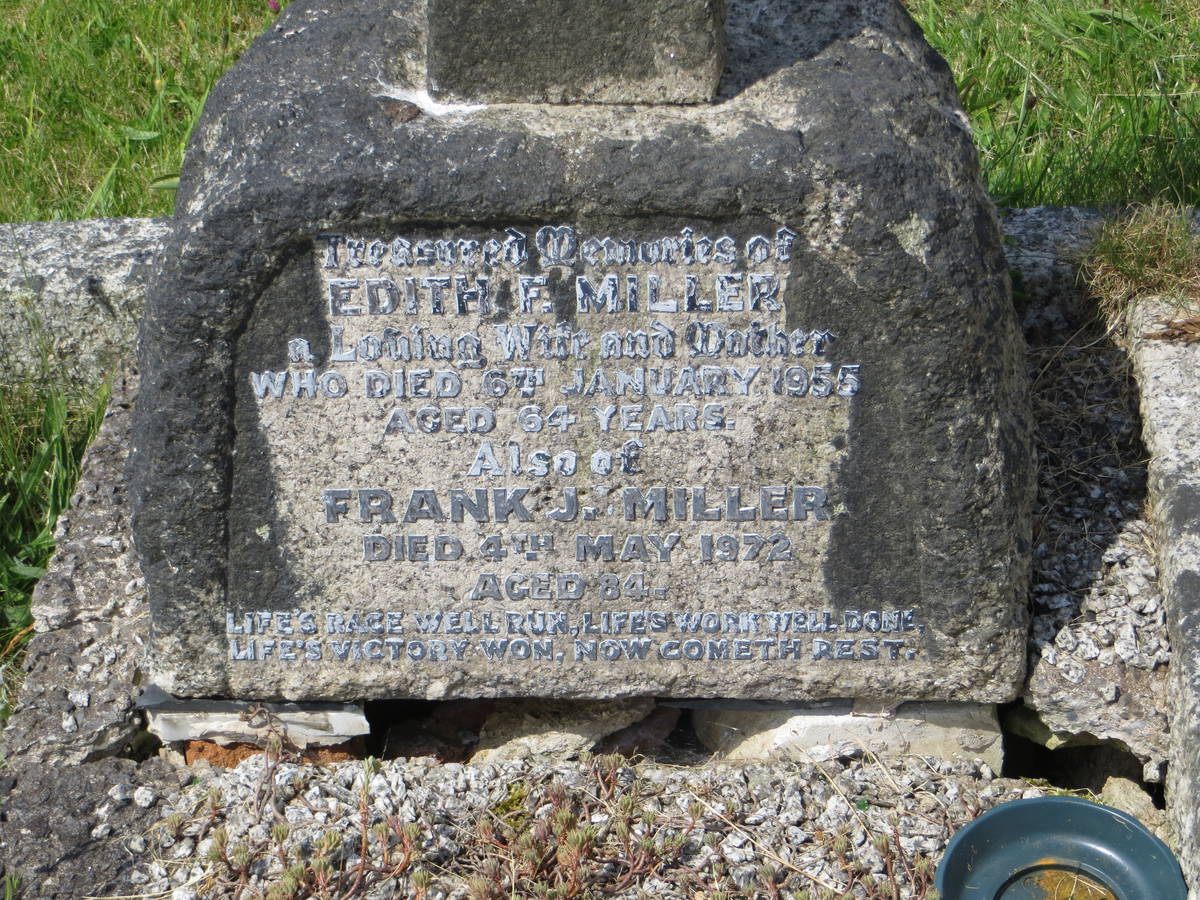 Treasured Memories of
EDITH F. MILLER
a Loving Wife and Mother
WHO DIED 6TH JANUARY 1955
AGED 64 YEARS.
Also of
FRANK J. MILLER
DIED 4TH MAY 1972
AGED 84.
LIFE'S RACE WELL RUN, LIFE'S WORK WELL DONE,
LIFE'S VICTORY WON, NOW COMETH REST.